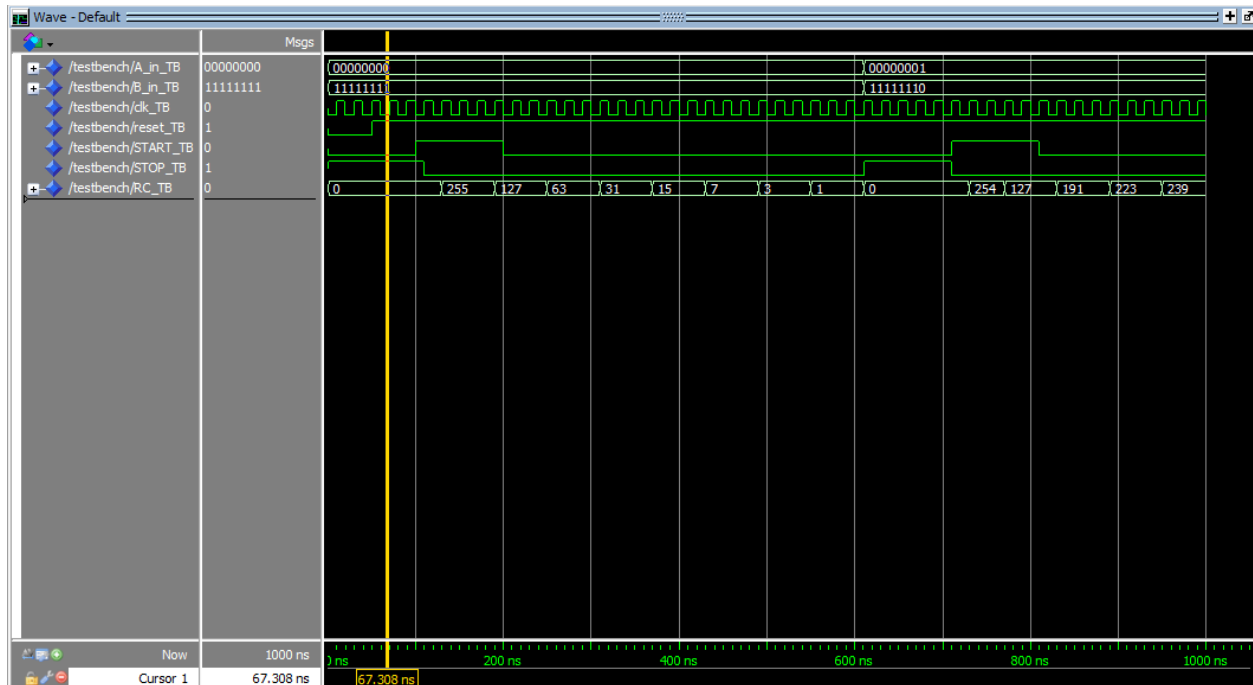 Wave - Default
Msgs
/testbench/A_in_TB 00000000 00000000 00000001
/testbench/B_in_TB 11111111 1111111 11111110
/testbench/clk_TB 0
/testbench/reset_TB 1
/testbench/START_TB 0
/testbench/STOP_TB 1
/testbench/RC_TB 0 0 255 127 63 31 15 7 3 1 0 254 127 191 223 239
Now 1000 ns ns 200 ns 400 ns 600 ns 800 ns 1000 ns
Cursor 1 67.308 ns 67.308 ns